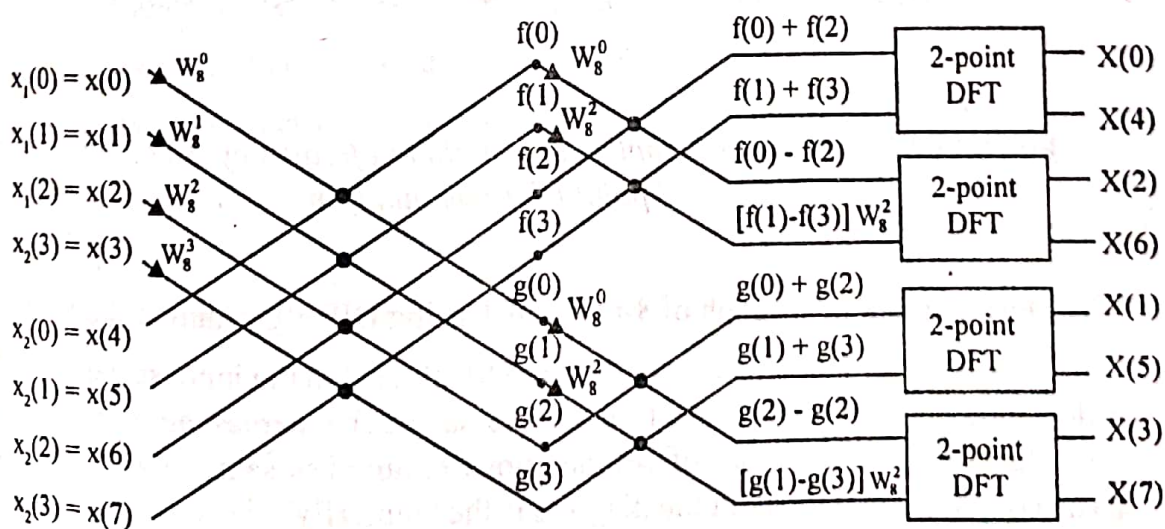 x₁(0) = x(0)
x₁(1) = x(1)
x₁(2) = x(2)
x₂(3) = x(3)
x₂(0) = x(4)
x₂(1) = x(5)
x₂(2) = x(6)
x₂(3) = x(7)
W₈⁰
W₈¹
W₈²
W₈³
f(0)
W₈⁰
f(1)
W₈²
f(2)
f(3)
g(0)
W₈⁰
g(1)
W₈²
g(2)
g(3)
f(0) + f(2)
f(1) + f(3)
f(0) - f(2)
[f(1)-f(3)] W₈²
g(0) + g(2)
g(1) + g(3)
g(2) - g(2)
[g(1)-g(3)] W₈²
2-point
DFT
2-point
DFT
2-point
DFT
2-point
DFT
X(0)
X(4)
X(2)
X(6)
X(1)
X(5)
X(3)
X(7)